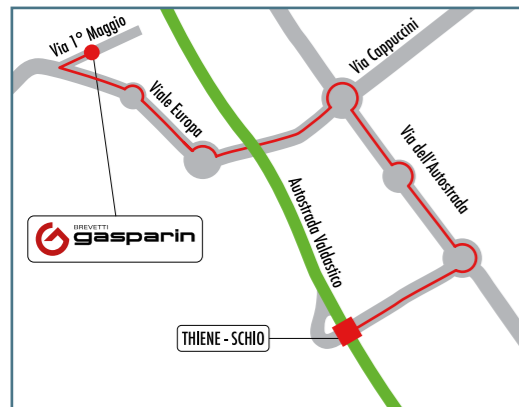 Via 1° Maggio
Viale Europa
Via Cappuccini
Via dell'Autostrada
Autostrada Valdastico
BREVETTI
gasparin
THIENE - SCHIO